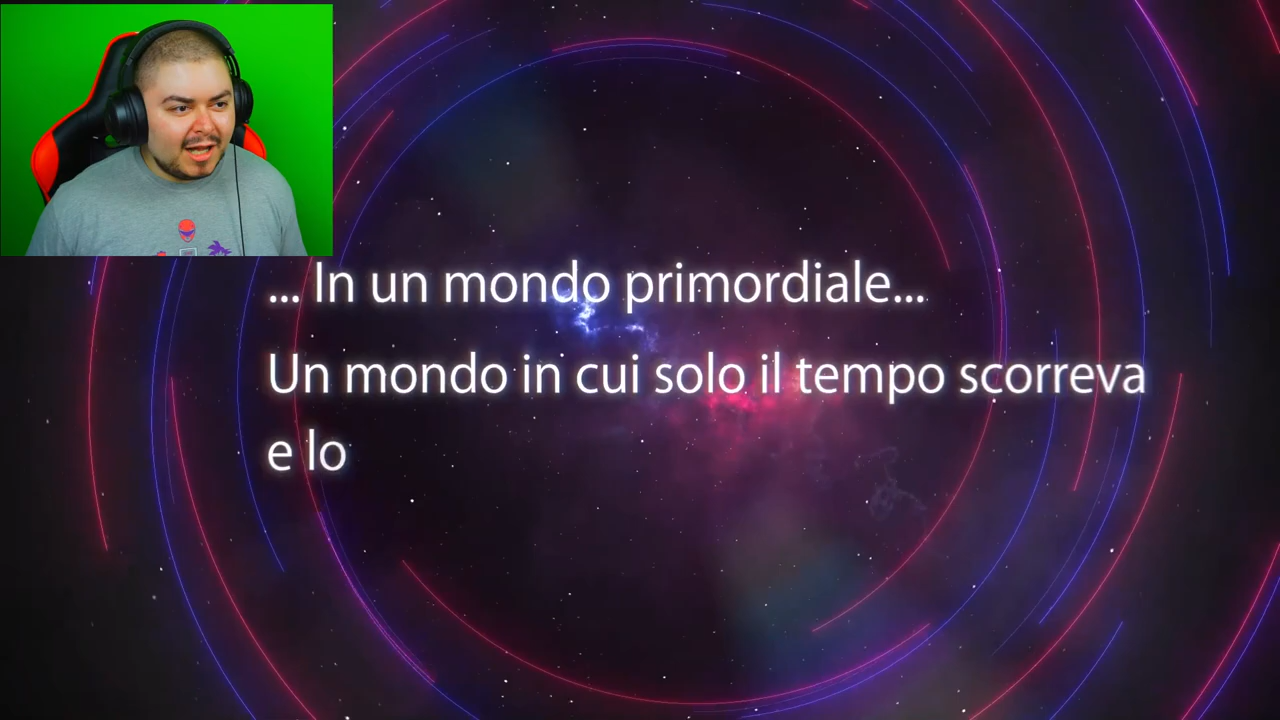 ... In un mondo primordiale...
Un mondo in cui solo il tempo scorreva
e lo